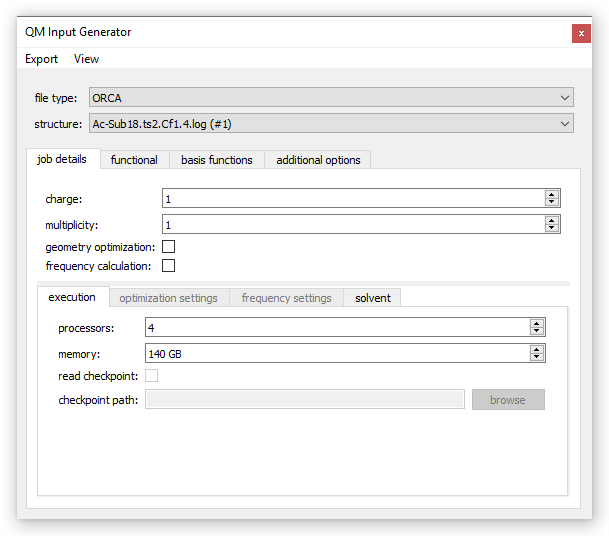 QM Input Generator
x
Export View
file type: ORCA
structure: Ac-Sub18.ts2.Cf1.4.log (#1)
job details functional basis functions additional options
charge: 1
multiplicity: 1
geometry optimization:
frequency calculation:
execution optimization settings frequency settings solvent
processors: 4
memory: 140 GB
read checkpoint:
checkpoint path: browse